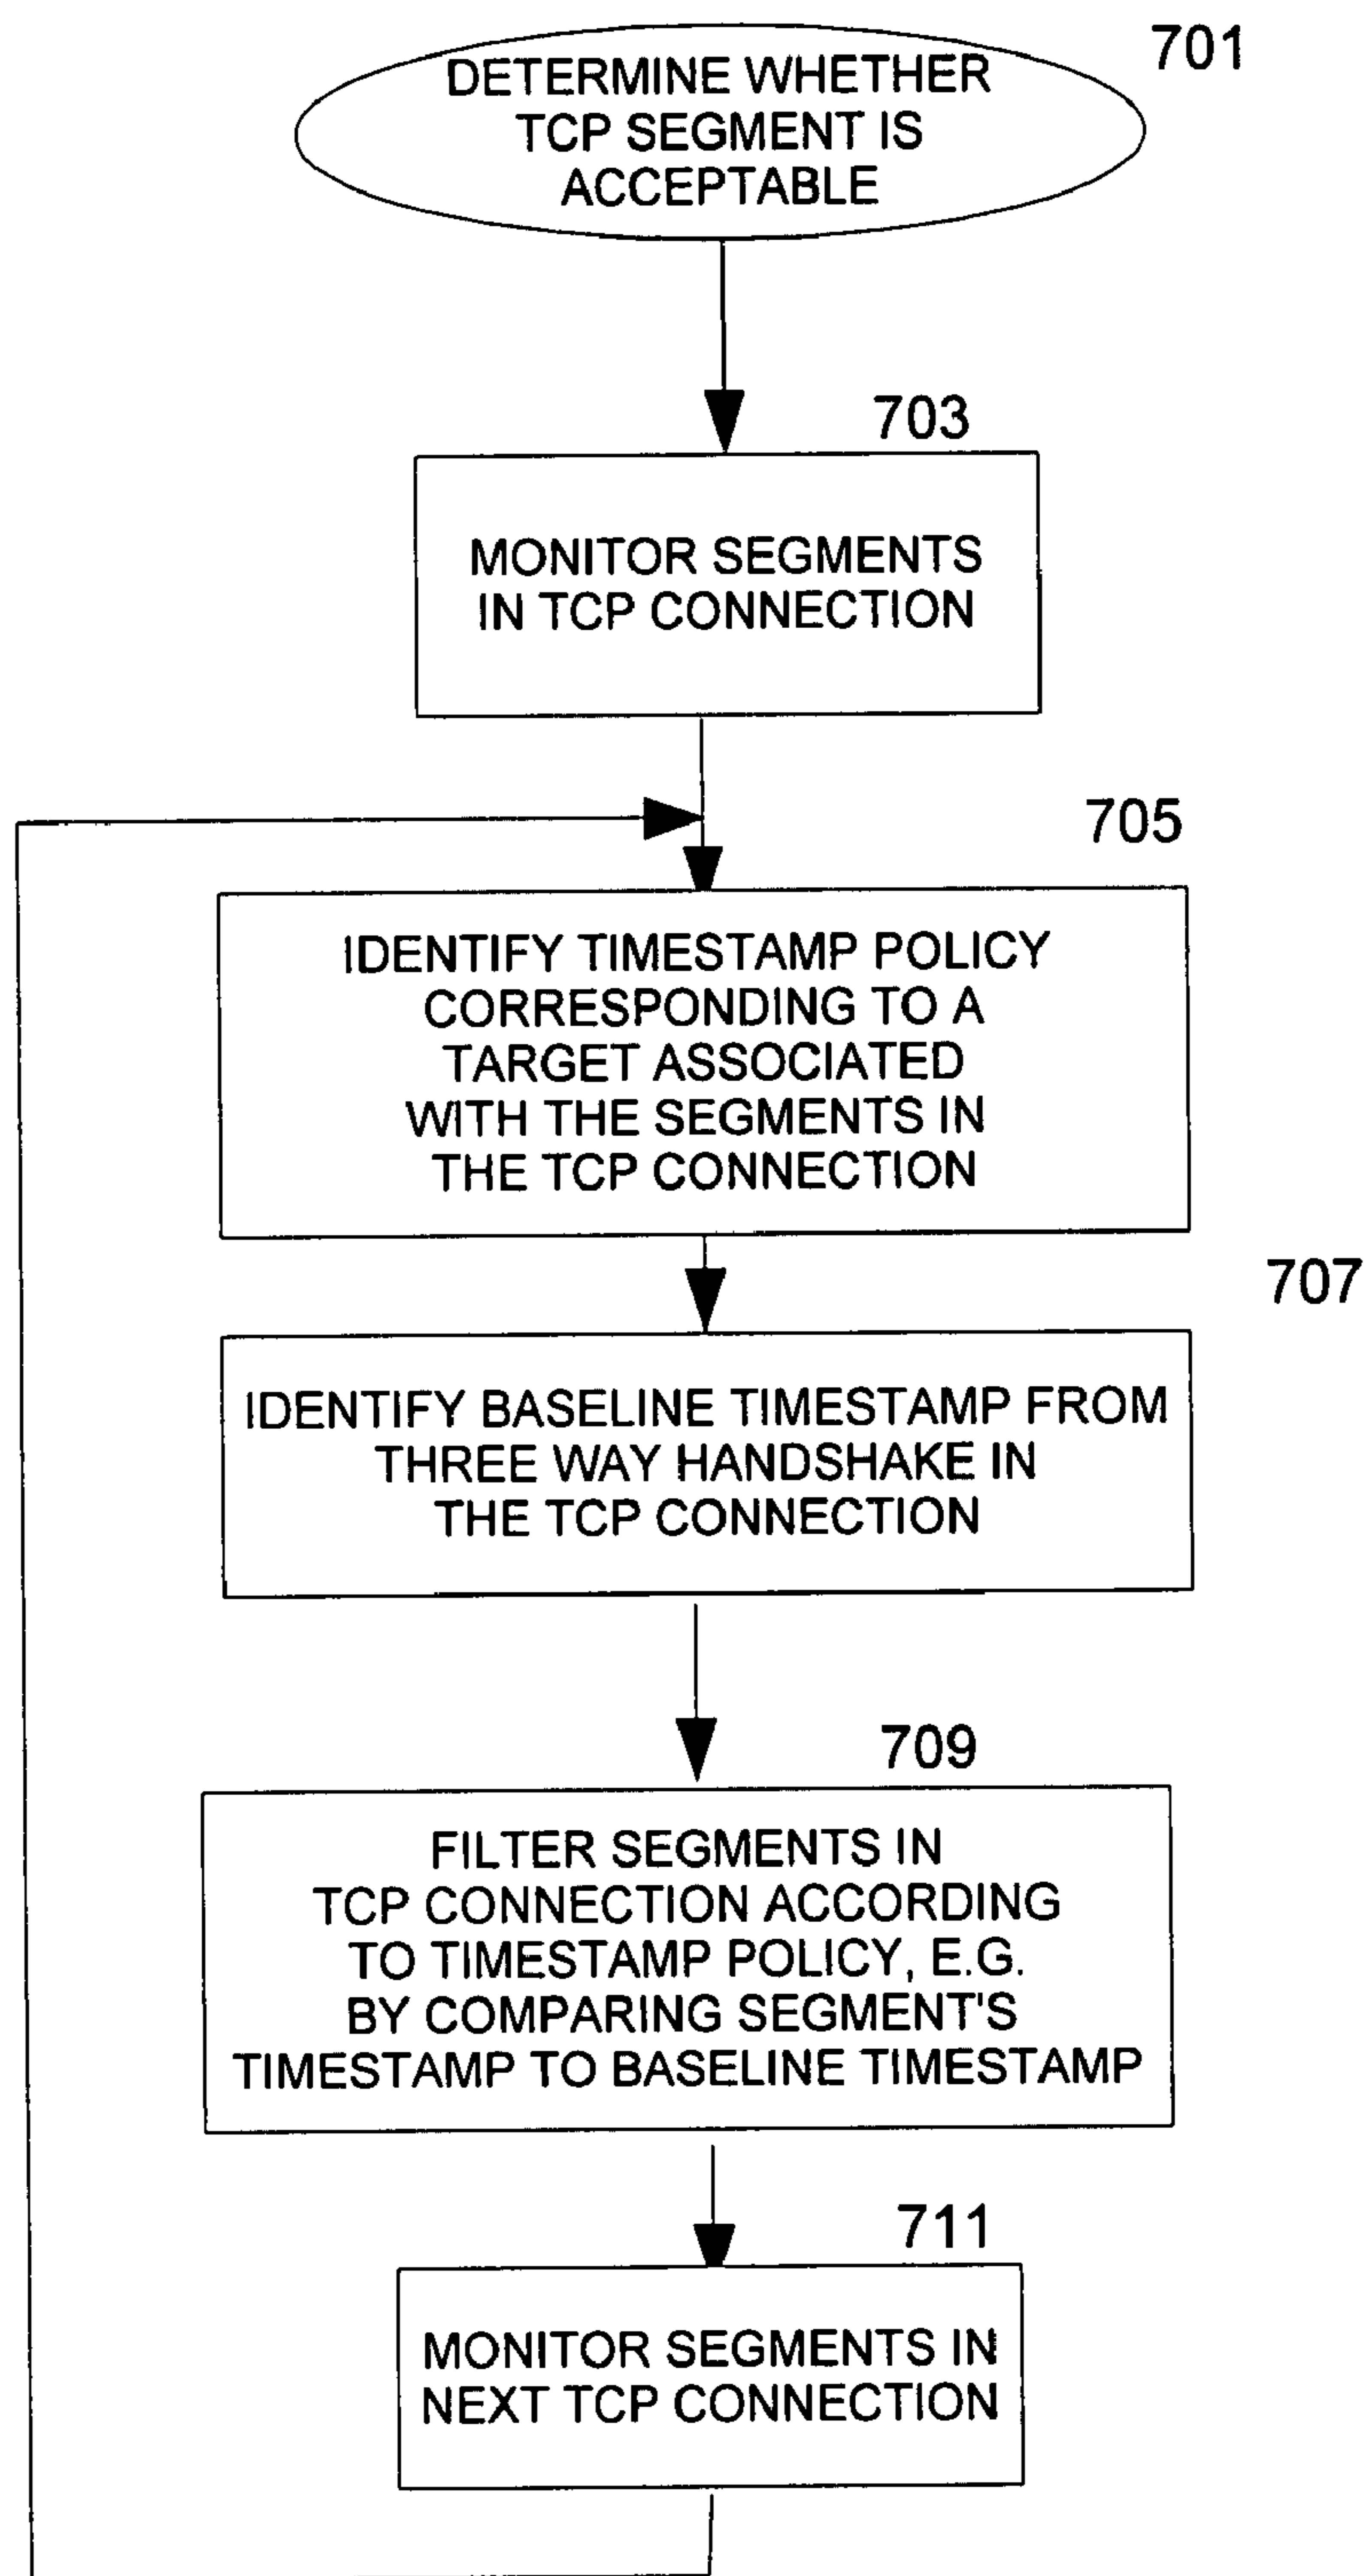 701
DETERMINE WHETHER
TCP SEGMENT IS
ACCEPTABLE
703
MONITOR SEGMENTS
IN TCP CONNECTION
705
IDENTIFY TIMESTAMP POLICY
CORRESPONDING TO A
TARGET ASSOCIATED
WITH THE SEGMENTS IN
THE TCP CONNECTION
707
IDENTIFY BASELINE TIMESTAMP FROM
THREE WAY HANDSHAKE IN
THE TCP CONNECTION
709
FILTER SEGMENTS IN
TCP CONNECTION ACCORDING
TO TIMESTAMP POLICY, E.G.
BY COMPARING SEGMENT'S
TIMESTAMP TO BASELINE TIMESTAMP
711
MONITOR SEGMENTS IN
NEXT TCP CONNECTION